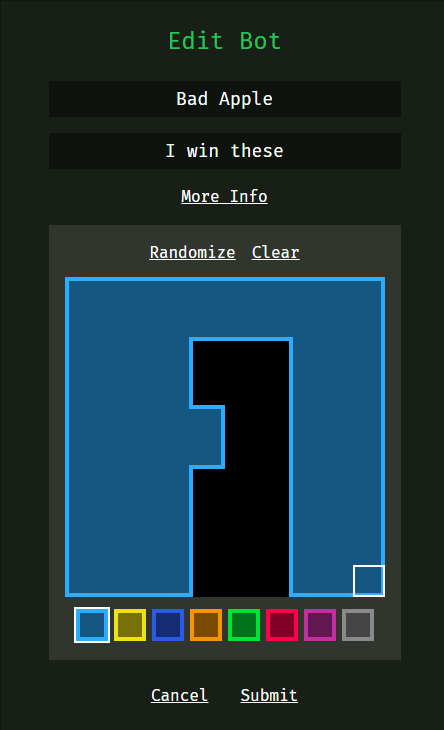 Edit Bot
Bad Apple
I win these
More Info
Randomize Clear
Cancel Submit